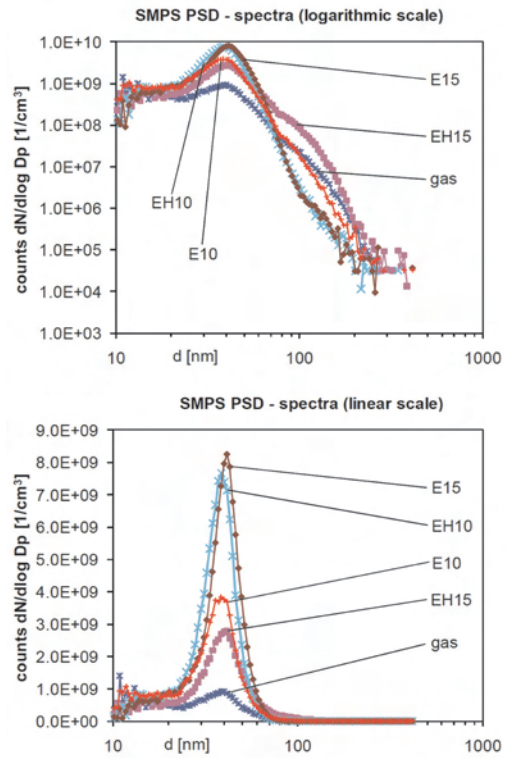 SMPS PSD - spectra (logarithmic scale)
counts dN/dlog Dp [1/cm³]
1.0E+10
1.0E+09
1.0E+08
1.0E+07
1.0E+06
1.0E+05
1.0E+04
1.0E+03
E15
EH15
gas
EH10
E10
10 d [nm] 100 1000
SMPS PSD - spectra (linear scale)
counts dN/dlog Dp [1/cm³]
9.0E+09
8.0E+09
7.0E+09
6.0E+09
5.0E+09
4.0E+09
3.0E+09
2.0E+09
1.0E+09
0.0E+00
E15
EH10
E10
EH15
gas
10 d [nm] 100 1000